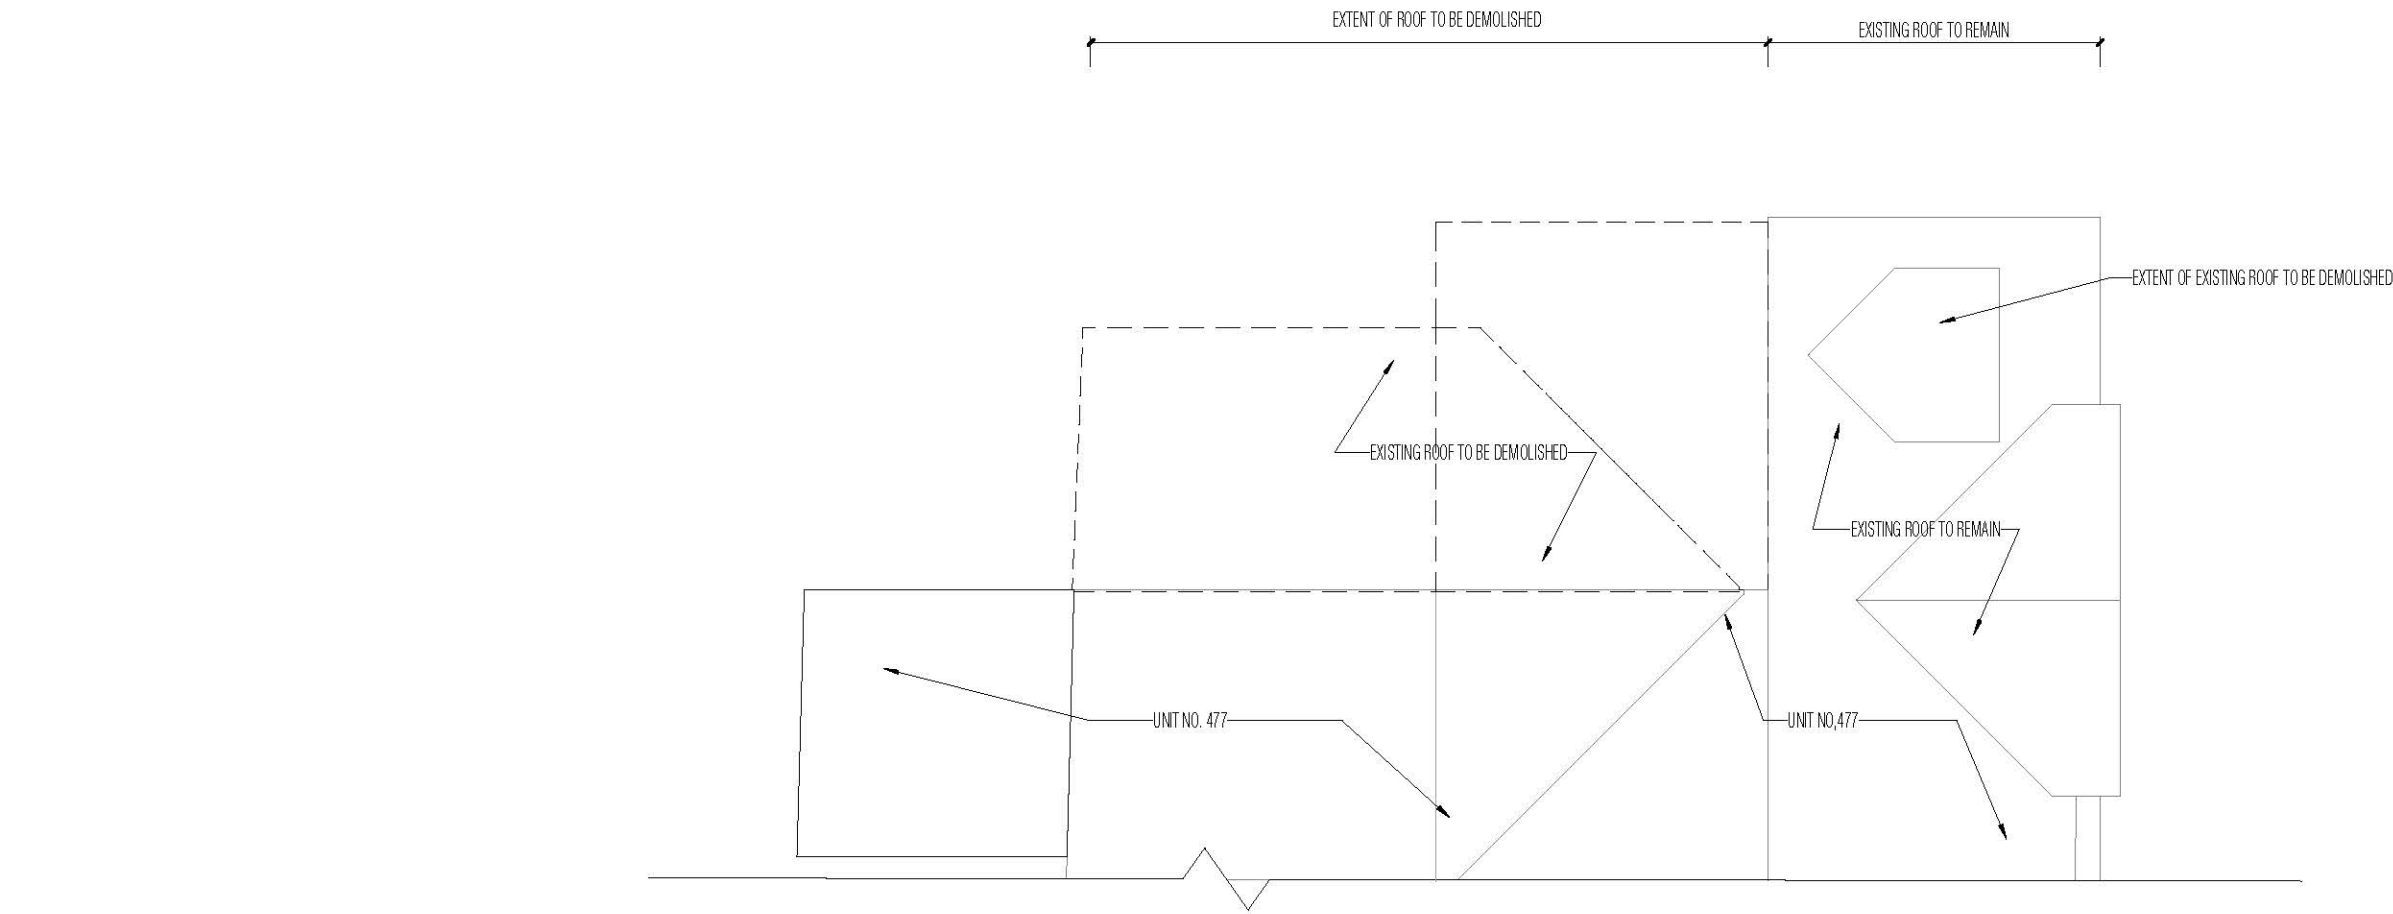 EXTENT OF ROOF TO BE DEMOLISHED
EXISTING ROOF TO REMAIN
EXTENT OF EXISTING ROOF TO BE DEMOLISHED
EXISTING ROOF TO BE DEMOLISHED
EXISTING ROOF TO REMAIN
UNIT NO. 477
UNIT NO,477